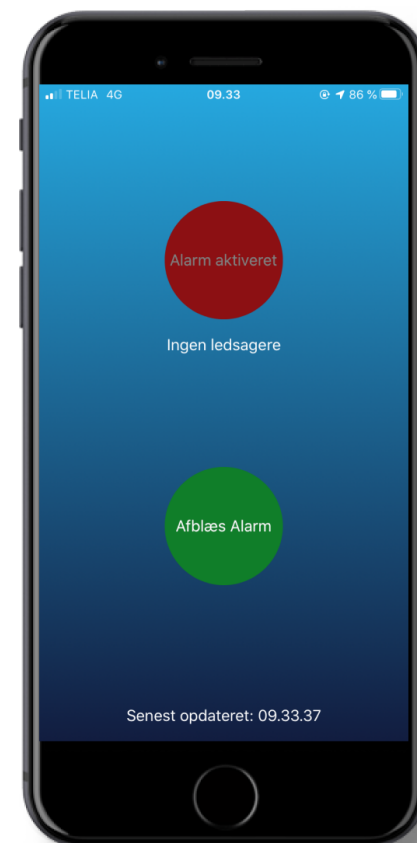 TELIA 4G 09.33 86 %
Alarm aktiveret
Ingen ledsagere
Afblæs Alarm
Senest opdateret: 09.33.37